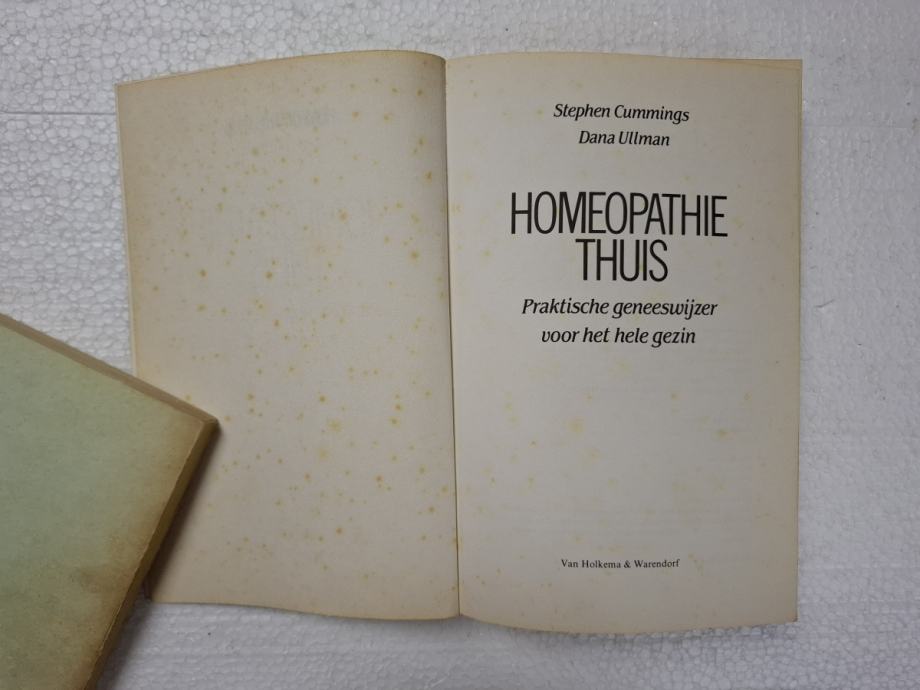 Stephen Cummings
Dana Ullman
HOMEOPATHIE
THUIS
Praktische geneeswijzer
voor het hele gezin
Van Holkema & Warendorf